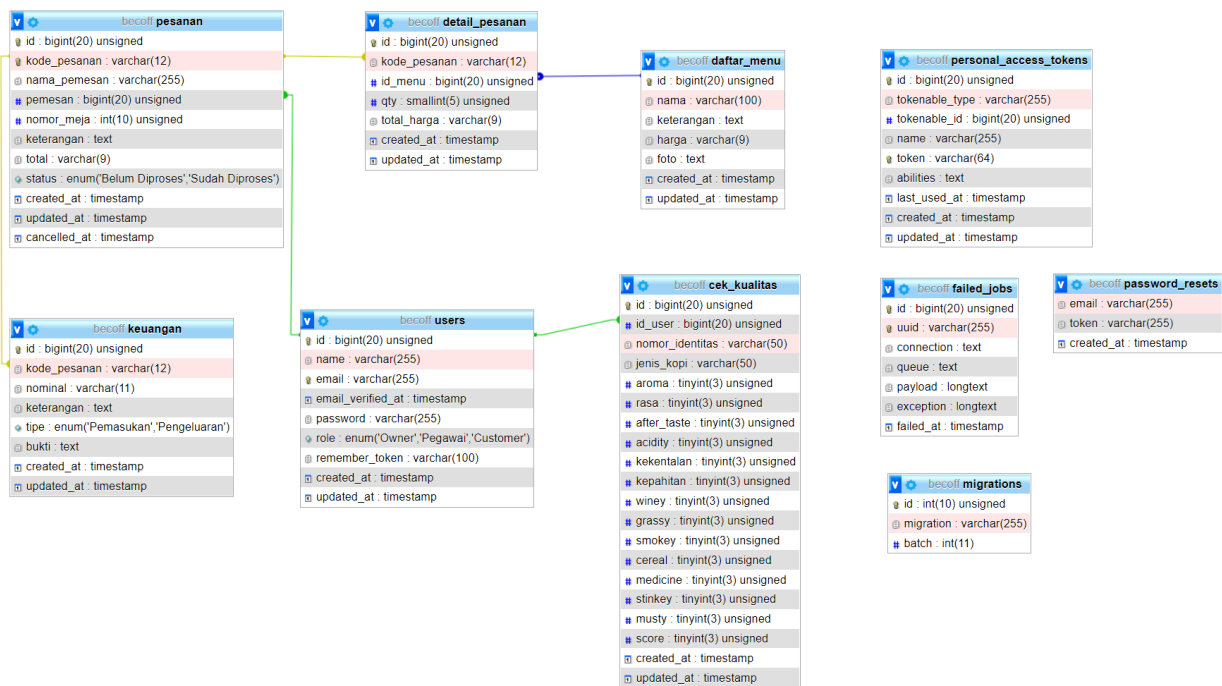 becoff pesanan
id : bigint(20) unsigned
kode_pesanan : varchar(12)
nama_pemesan : varchar(255)
pemesan : bigint(20) unsigned
nomor_meja : int(10) unsigned
keterangan : text
total : varchar(9)
status : enum('Belum Diproses','Sudah Diproses')
created_at : timestamp
updated_at : timestamp
cancelled_at : timestamp
becoff detail_pesanan
id : bigint(20) unsigned
kode_pesanan : varchar(12)
id_menu : bigint(20) unsigned
qty : smallint(5) unsigned
total_harga : varchar(9)
created_at : timestamp
updated_at : timestamp
becoff daftar_menu
id : bigint(20) unsigned
nama : varchar(100)
keterangan : text
harga : varchar(9)
foto : text
created_at : timestamp
updated_at : timestamp
becoff personal_access_tokens
id : bigint(20) unsigned
tokenable_type : varchar(255)
tokenable_id : bigint(20) unsigned
name : varchar(255)
token : varchar(64)
abilities : text
last_used_at : timestamp
created_at : timestamp
updated_at : timestamp
becoff keuangan
id : bigint(20) unsigned
kode_pesanan : varchar(12)
nominal : varchar(11)
keterangan : text
tipe : enum('Pemasukan','Pengeluaran')
bukti : text
created_at : timestamp
updated_at : timestamp
becoff users
id : bigint(20) unsigned
name : varchar(255)
email : varchar(255)
email_verified_at : timestamp
password : varchar(255)
role : enum('Owner','Pegawai','Customer')
remember_token : varchar(100)
created_at : timestamp
updated_at : timestamp
becoff cek_kualitas
id : bigint(20) unsigned
id_user : bigint(20) unsigned
nomor_identitas : varchar(50)
jenis_kopi : varchar(50)
aroma : tinyint(3) unsigned
rasa : tinyint(3) unsigned
after_taste : tinyint(3) unsigned
acidity : tinyint(3) unsigned
kekentalan : tinyint(3) unsigned
kepahitan : tinyint(3) unsigned
winey : tinyint(3) unsigned
grassy : tinyint(3) unsigned
smokey : tinyint(3) unsigned
cereal : tinyint(3) unsigned
medicine : tinyint(3) unsigned
stinkey : tinyint(3) unsigned
musty : tinyint(3) unsigned
score : tinyint(3) unsigned
created_at : timestamp
updated_at : timestamp
becoff failed_jobs
id : bigint(20) unsigned
uuid : varchar(255)
connection : text
queue : text
payload : longtext
exception : longtext
failed_at : timestamp
becoff password_resets
email : varchar(255)
token : varchar(255)
created_at : timestamp
becoff migrations
id : int(10) unsigned
migration : varchar(255)
batch : int(11)